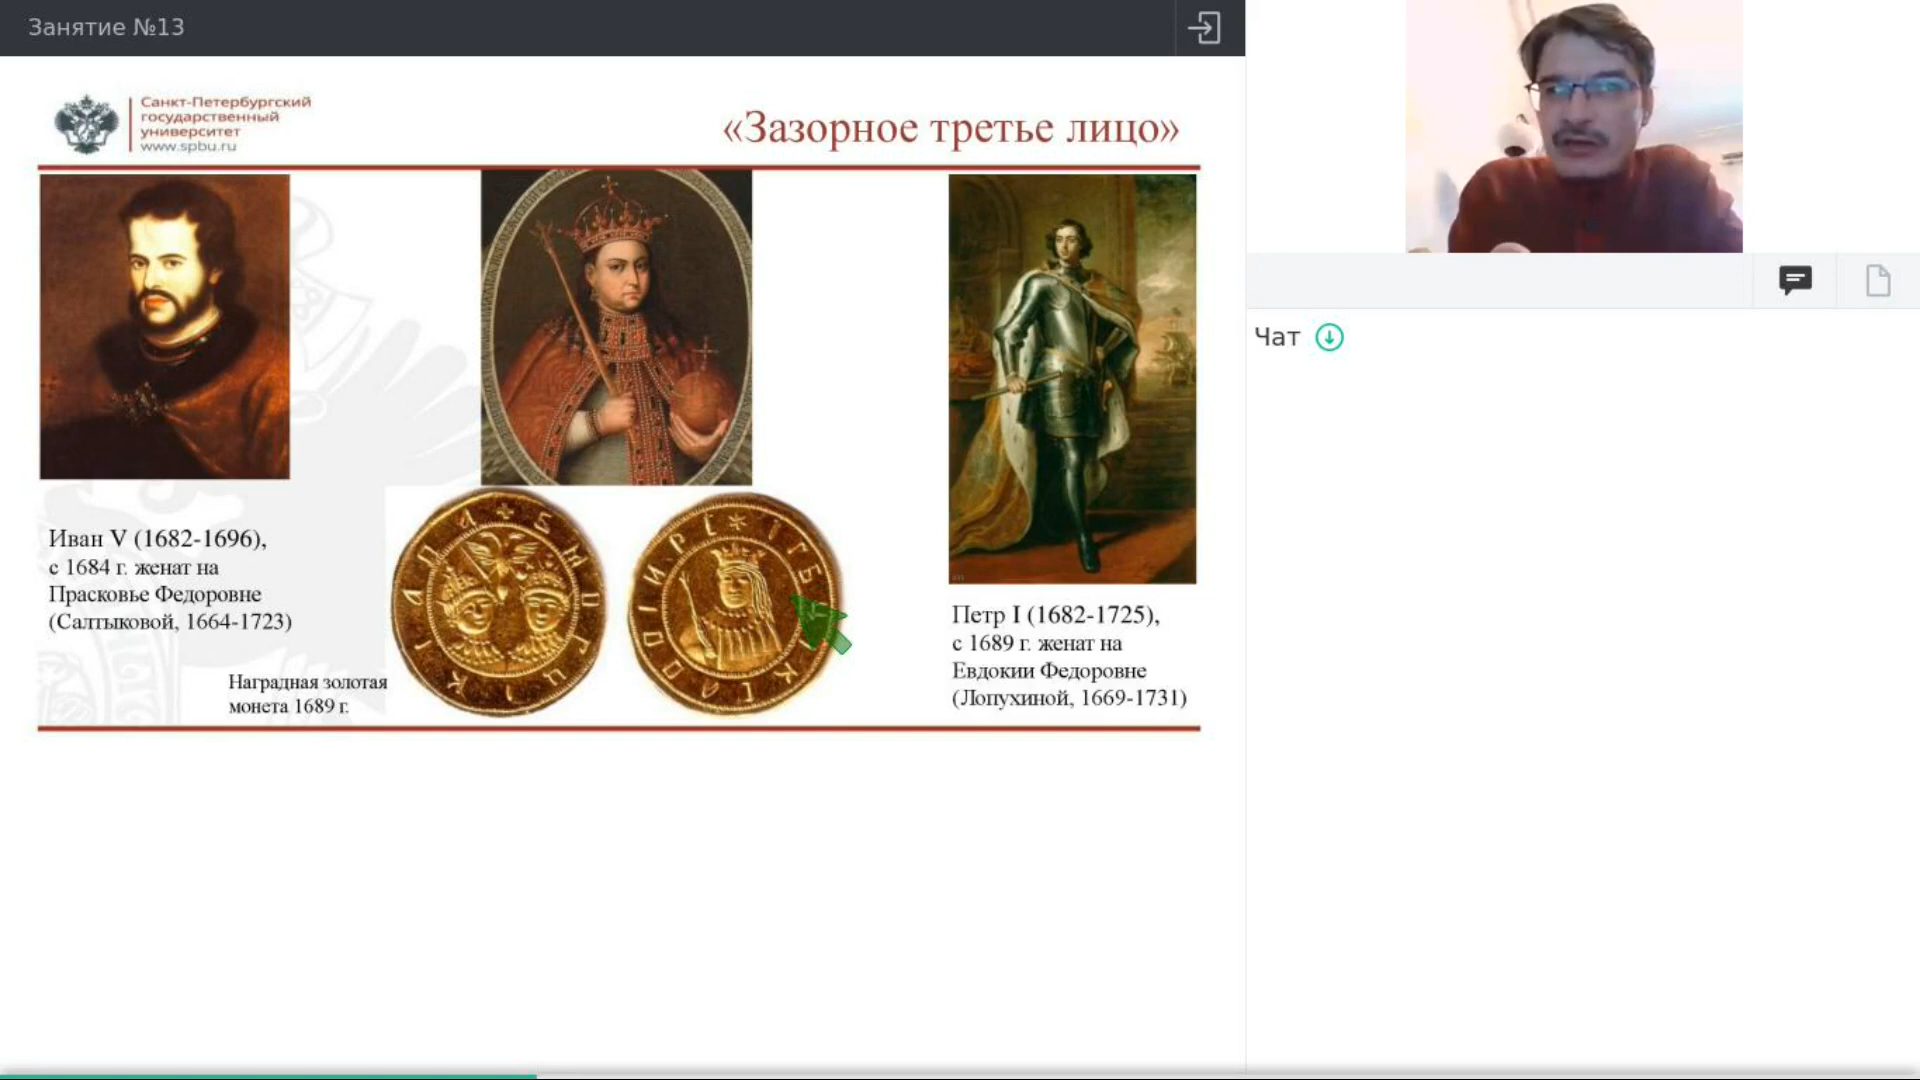 Занятие №13
Санкт-Петербургский
государственный
университет
www.spbu.ru
«Зазорное третье лицо»
Иван V (1682-1696),
с 1684 г. женат на
Прасковье Федоровне
(Салтыковой, 1664-1723)
Наградная золотая
монета 1689 г.
Петр I (1682-1725),
с 1689 г. женат на
Евдокии Федоровне
(Лопухиной, 1669-1731)
Чат